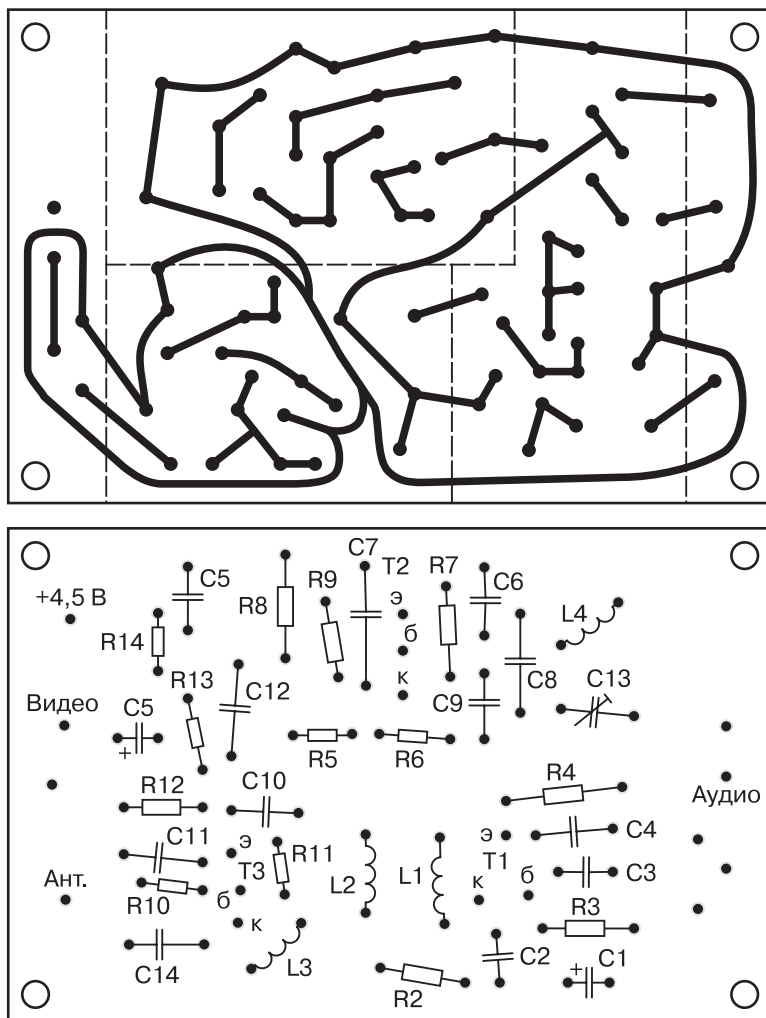 C7
T2
C5
R9
R7
C6
+4,5 В
R8
э
L4
R14
б
R13
C12
к
C8
C13
Видео
C5
C9
+
R5
R6
R12
C10
R4
Аудио
C11
э
R11
э
C4
T3
T1
L2
L1
C3
Ант.
R10
б
к
б
R3
к
C14
L3
C2
+
C1
R2